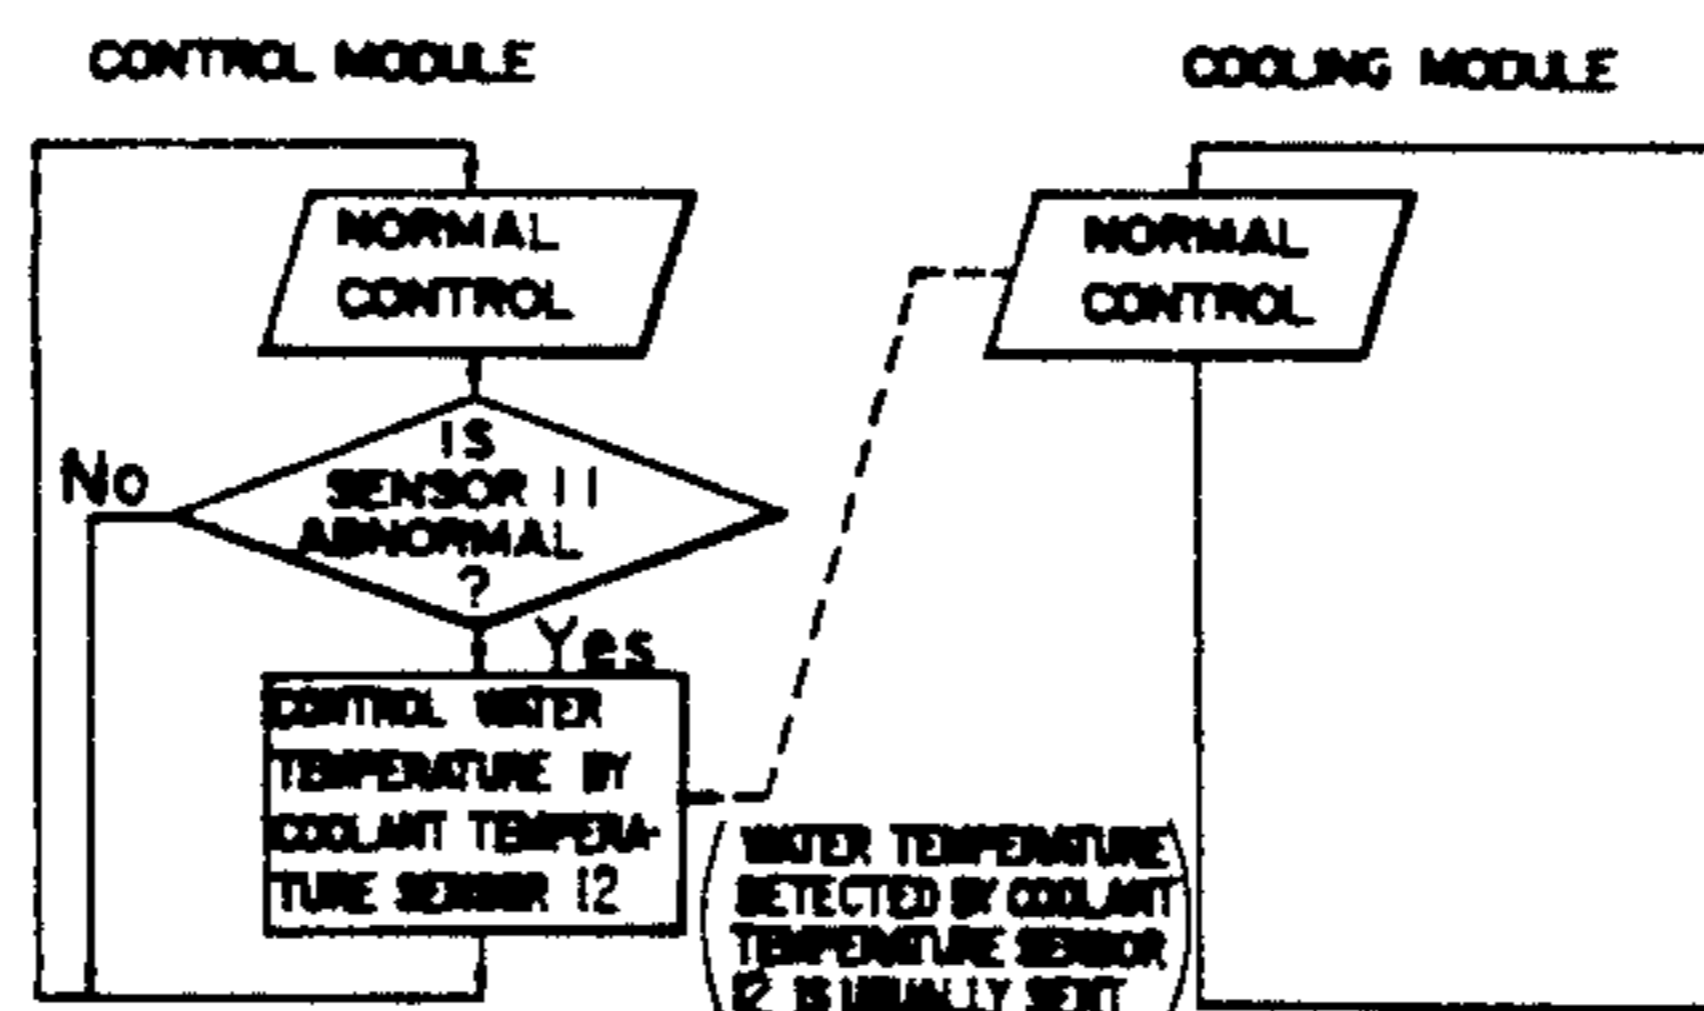 CONTROL MODULE
NORMAL
CONTROL
No
IS
SENSOR 11
ABNORMAL
?
Yes
CONTROL WATER
TEMPERATURE BY
COOLANT TEMPERA-
TURE SENSOR 12
COOLING MODULE
NORMAL
CONTROL
(WATER TEMPERATURE
DETECTED BY COOLANT
TEMPERATURE SENSOR
12 IS USUALLY SENT)